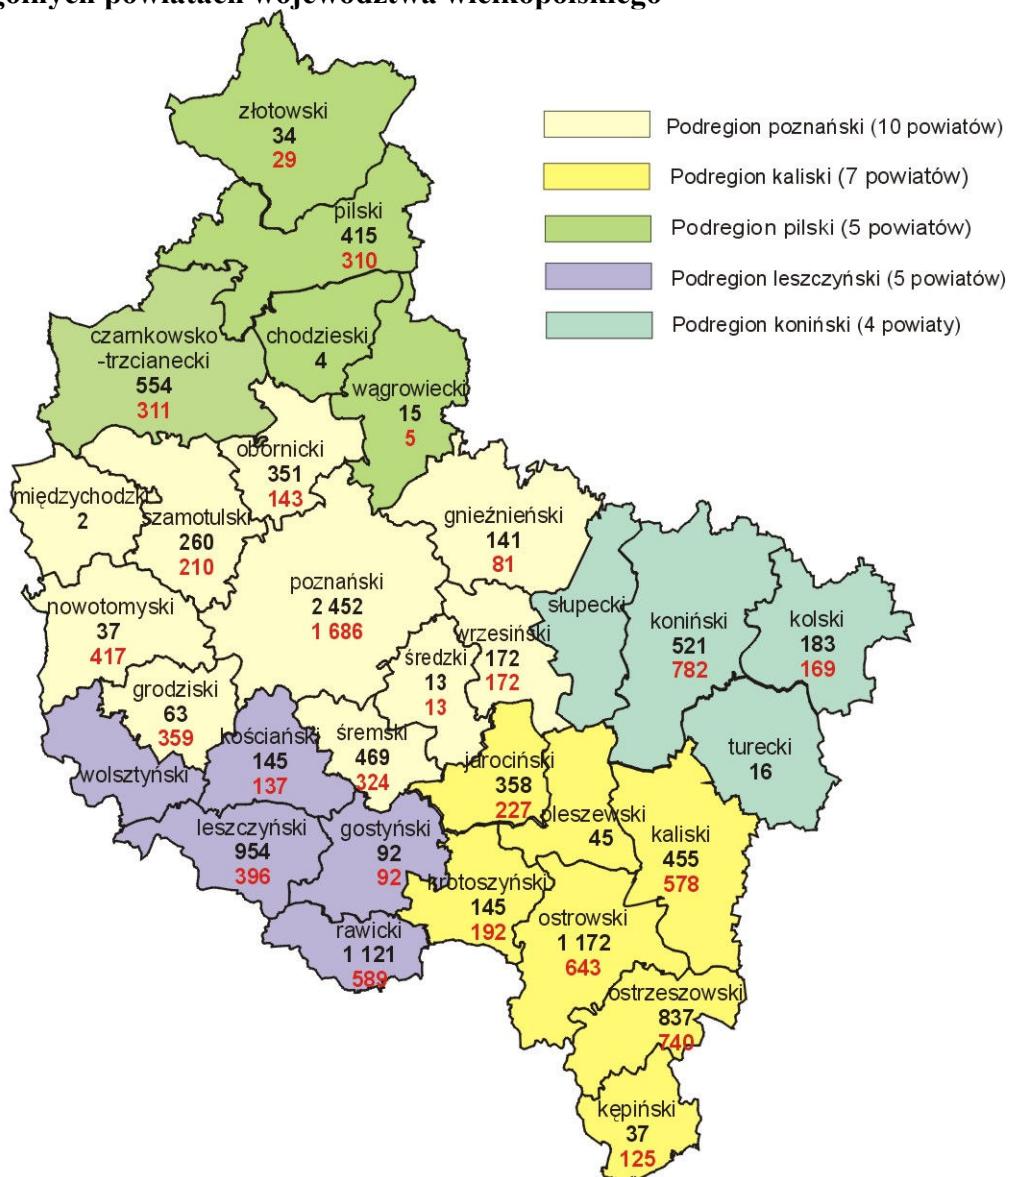 gólnych powiatach województwa wielkopolskiego
złotowski
34
29
Podregion poznański (10 powiatów)
Podregion kaliski (7 powiatów)
Podregion pilski (5 powiatów)
Podregion leszczyński (5 powiatów)
Podregion koniński (4 powiaty)
pilski
415
310
czarnkowsko
-trzcianecki
554
311
chodzieski
4
wągrowiecki
15
5
obornicki
351
143
międzychodzki
2
szamotulski
260
210
gnieźnieński
141
81
poznański
2 452
1 686
nowotomyski
37
417
wrzesiński
172
172
słupecki
koniński
521
782
kolski
183
169
średzki
13
13
grodziski
63
359
kościański
145
137
śremski
469
324
wolsztyński
turecki
16
jarociński
358
227
pleszewski
45
kaliski
455
578
leszczyński
954
396
gostyński
92
92
krotoszyński
145
192
rawicki
1 121
589
ostrowski
1 172
643
ostrzeszowski
837
740
kępiński
37
125